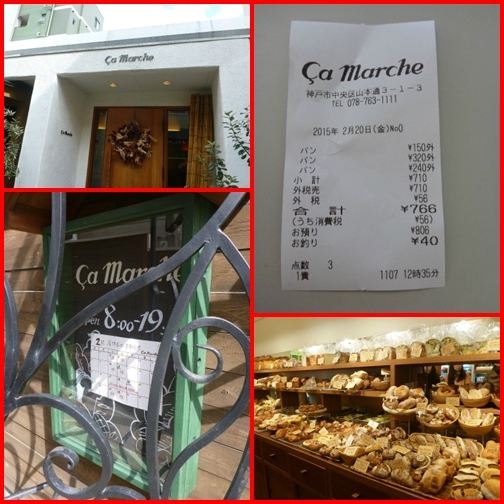 Ça Marche
Ça Marche
神戸市中央区山本通3-1-3
TEL 078-763-1111
2015年 2月20日(金)No0
パン ¥150外
パン ¥320外
パン ¥240外
小 計 ¥710
外税売 ¥710
外 税 ¥56
合 計 ¥766
(うち消費税 ¥56)
お預り ¥806
お釣り ¥40
点数 3
1責 1107 12時35分
Ça Marche
Open 8:00-19